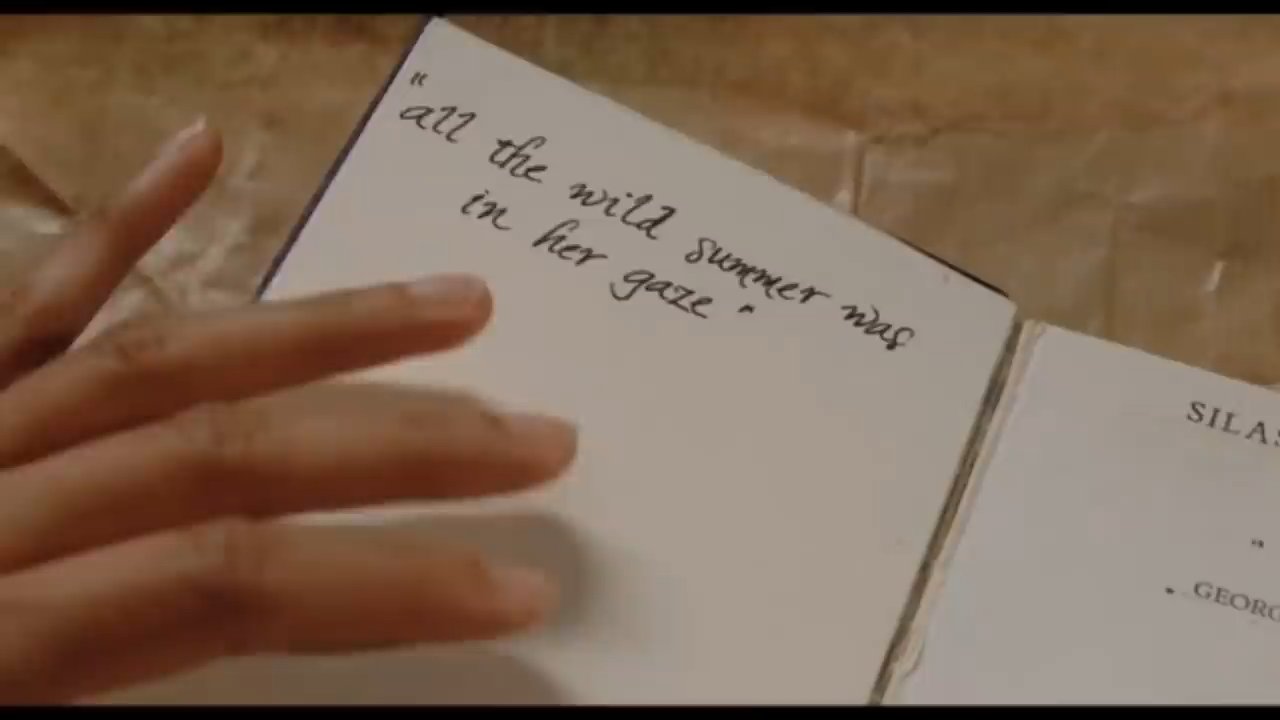 "all the wild summer was
in her gaze"
SILAS
"
• GEORG